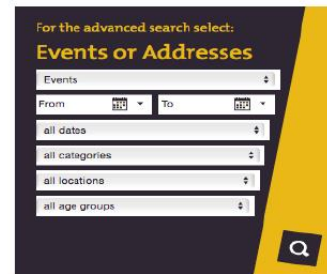 For the advanced search select:
Events or Addresses
Events
From To
all dates
all categories
all locations
all age groups